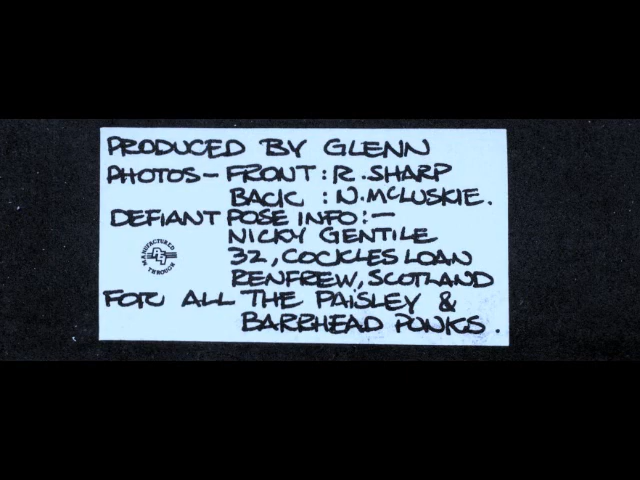 PRODUCED BY GLENN
PHOTOS - FRONT : R. SHARP
BACK : N. McLUSKIE.
DEFIANT POSE INFO :-
NICKY GENTILE
32, COCKLES LOAN
RENFREW, SCOTLAND
MANUFACTURED
THROUGH
FOR ALL THE PAISLEY &
BARRHEAD PUNKS.